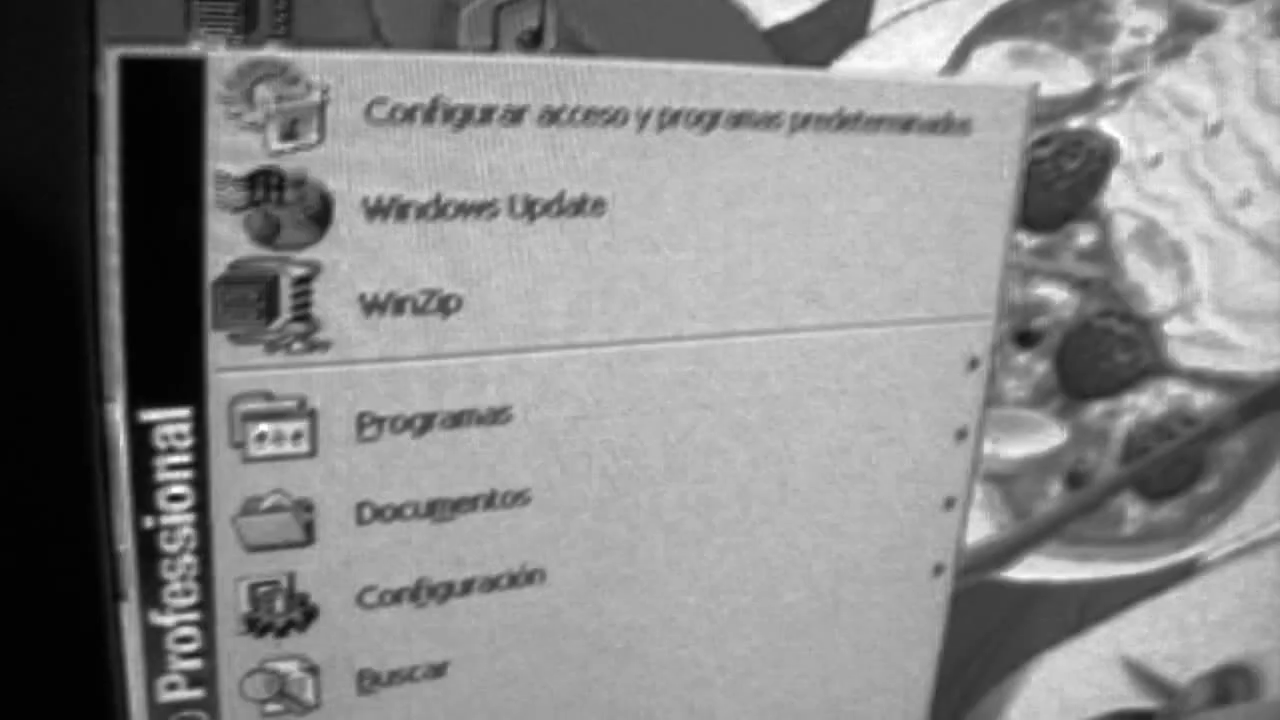 Configurar acceso y programas predeterminados
Windows Update
WinZip
Programas
Documentos
Configuración
Buscar
Professional